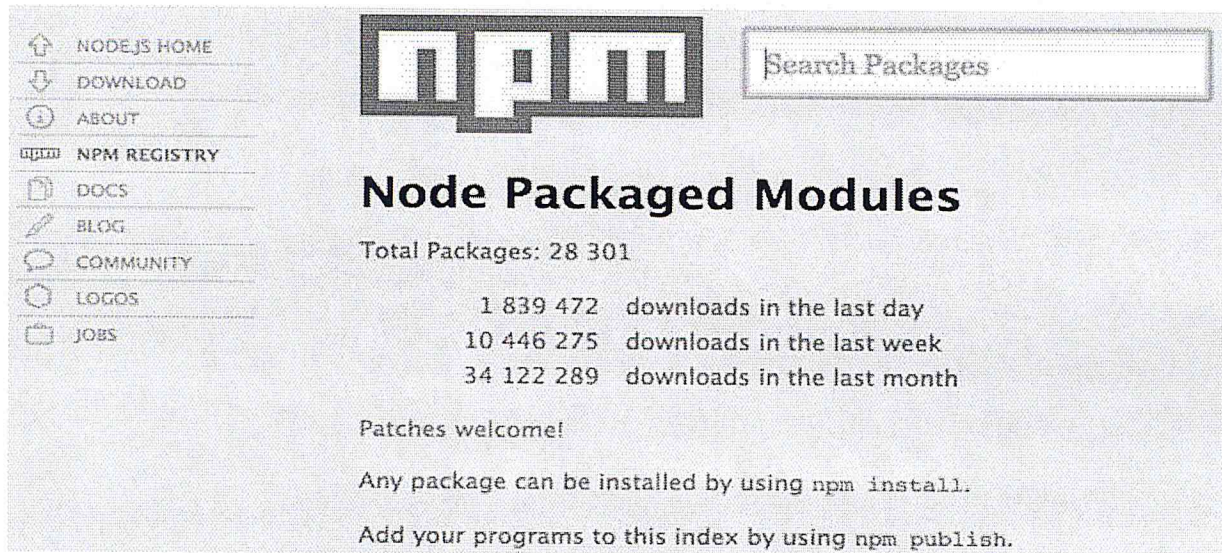 NODE.JS HOME
DOWNLOAD
ABOUT
npm NPM REGISTRY
DOCS
BLOG
COMMUNITY
LOGOS
JOBS
npm
Search Packages
Node Packaged Modules
Total Packages: 28 301
1 839 472 downloads in the last day
10 446 275 downloads in the last week
34 122 289 downloads in the last month
Patches welcome!
Any package can be installed by using npm install.
Add your programs to this index by using npm publish.